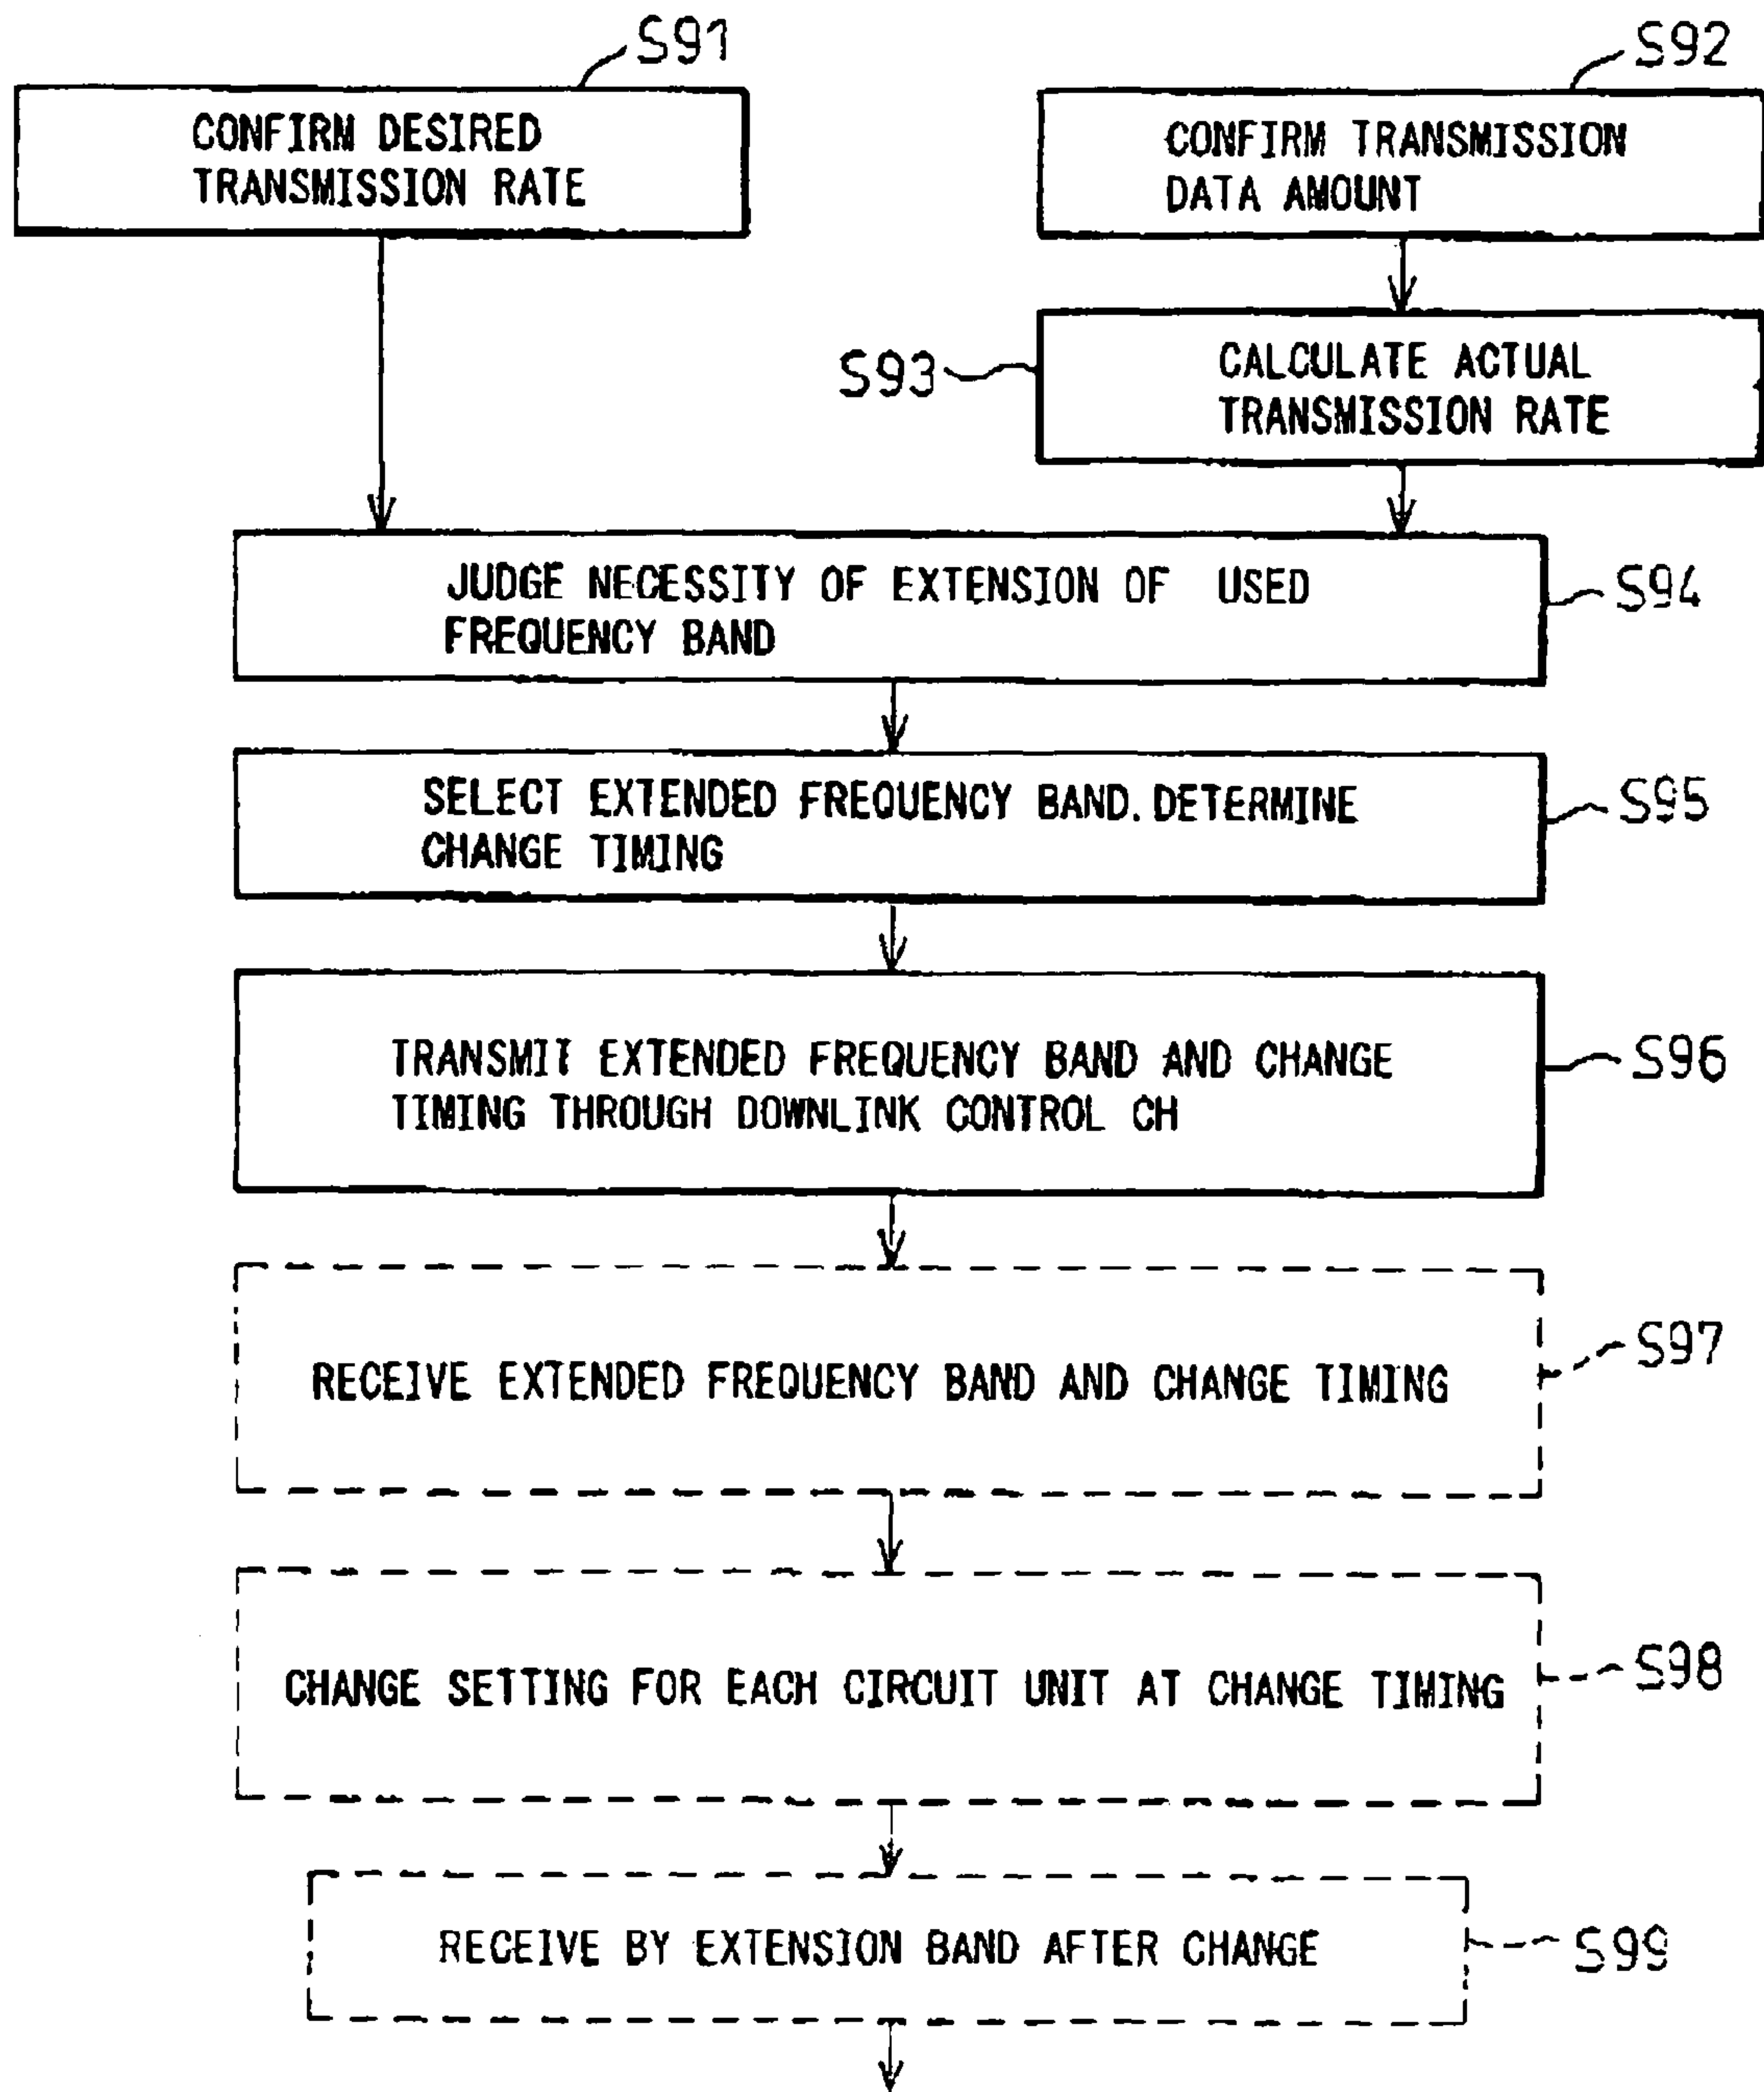 S91
CONFIRM DESIRED
TRANSMISSION RATE
S92
CONFIRM TRANSMISSION
DATA AMOUNT
S93
CALCULATE ACTUAL
TRANSMISSION RATE
JUDGE NECESSITY OF EXTENSION OF USED
FREQUENCY BAND
S94
SELECT EXTENDED FREQUENCY BAND. DETERMINE
CHANGE TIMING
S95
TRANSMIT EXTENDED FREQUENCY BAND AND CHANGE
TIMING THROUGH DOWNLINK CONTROL CH
S96
RECEIVE EXTENDED FREQUENCY BAND AND CHANGE TIMING
S97
CHANGE SETTING FOR EACH CIRCUIT UNIT AT CHANGE TIMING
S98
RECEIVE BY EXTENSION BAND AFTER CHANGE
S99